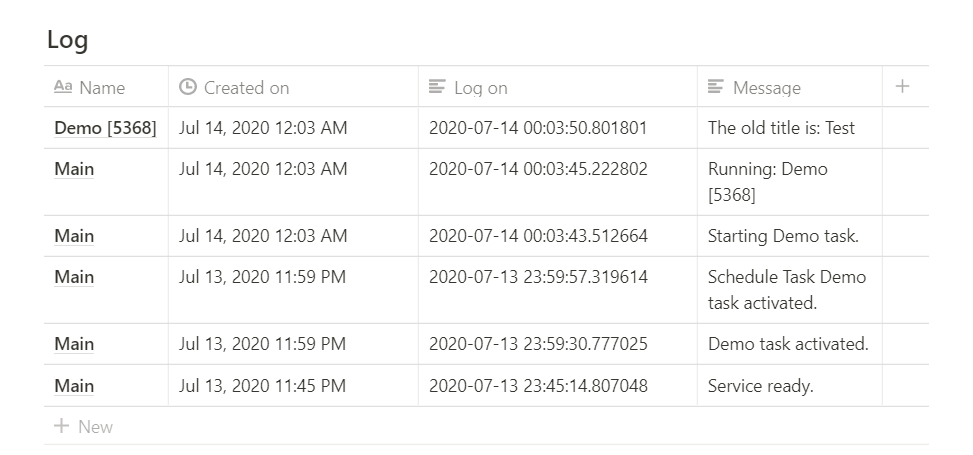 Log
Aa Name Created on Log on Message +
Demo [5368] Jul 14, 2020 12:03 AM 2020-07-14 00:03:50.801801 The old title is: Test
Main Jul 14, 2020 12:03 AM 2020-07-14 00:03:45.222802 Running: Demo
[5368]
Main Jul 14, 2020 12:03 AM 2020-07-14 00:03:43.512664 Starting Demo task.
Main Jul 13, 2020 11:59 PM 2020-07-13 23:59:57.319614 Schedule Task Demo
task activated.
Main Jul 13, 2020 11:59 PM 2020-07-13 23:59:30.777025 Demo task activated.
Main Jul 13, 2020 11:45 PM 2020-07-13 23:45:14.807048 Service ready.
+ New